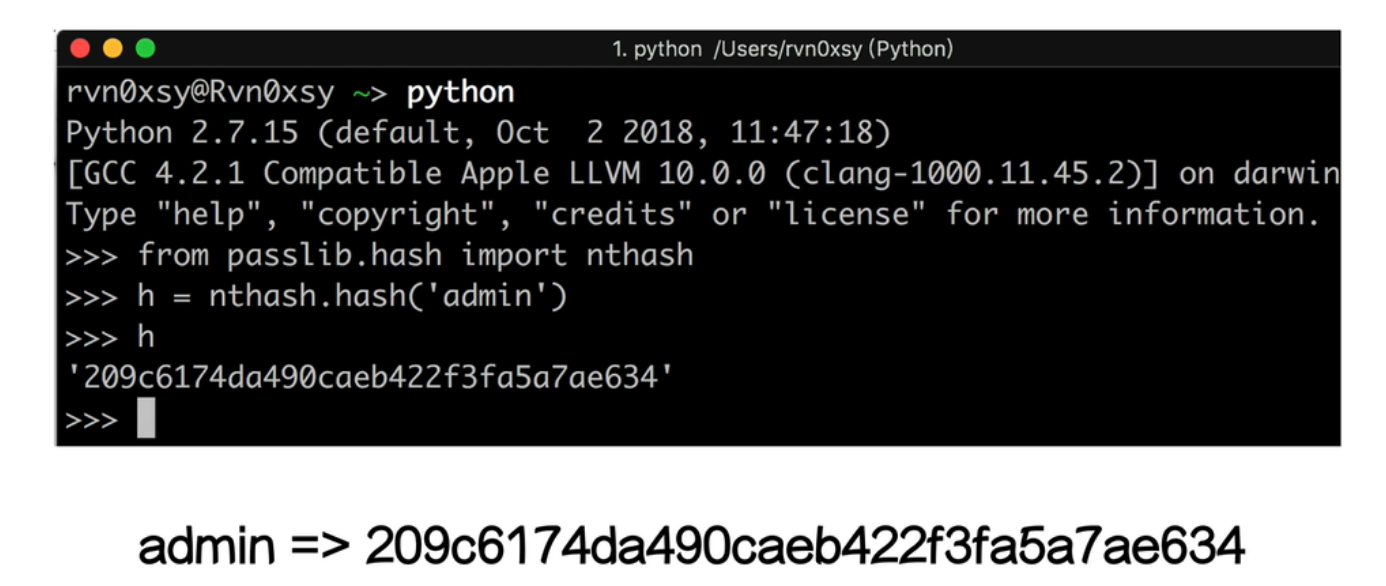 1. python /Users/rvn0xsy (Python)
rvn0xsy@Rvn0xsy ~> python
Python 2.7.15 (default, Oct  2 2018, 11:47:18)
[GCC 4.2.1 Compatible Apple LLVM 10.0.0 (clang-1000.11.45.2)] on darwin
Type "help", "copyright", "credits" or "license" for more information.
>>> from passlib.hash import nthash
>>> h = nthash.hash('admin')
>>> h
'209c6174da490caeb422f3fa5a7ae634'
>>>
admin => 209c6174da490caeb422f3fa5a7ae634